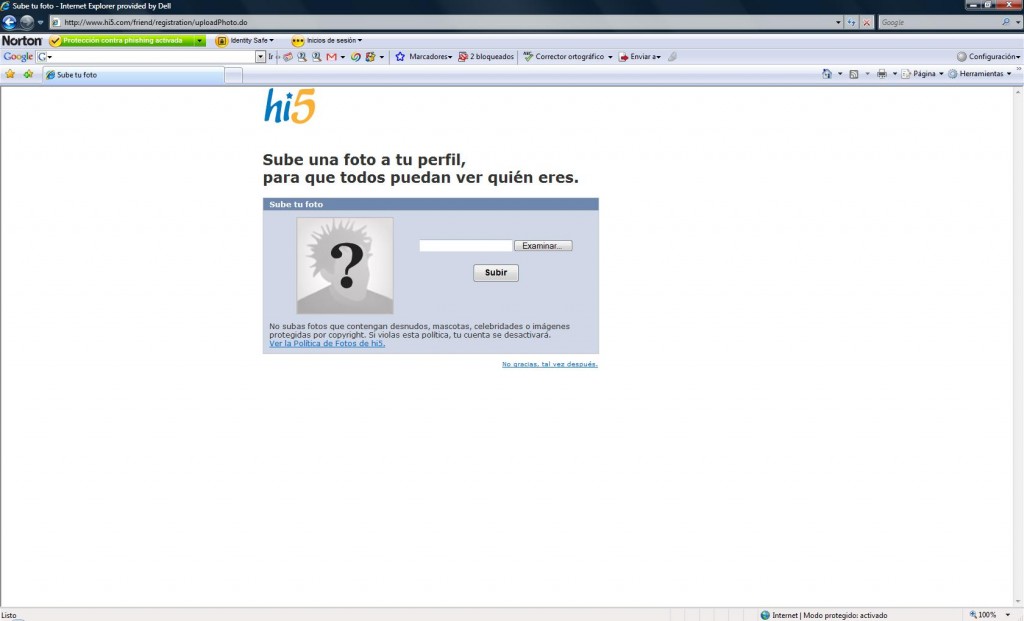 Sube tu foto - Internet Explorer provided by Dell
http://www.hi5.com/friend/registration/uploadPhoto.do
Google
Norton
Protección contra phishing activada
Identity Safe
Inicios de sesión
Google
G
Ir
Marcadores
2 bloqueados
Corrector ortográfico
Enviar a
Configuración
Sube tu foto
Página
Herramientas
hi5
Sube una foto a tu perfil,
para que todos puedan ver quién eres.
Sube tu foto
?
Examinar...
Subir
No subas fotos que contengan desnudos, mascotas, celebridades o imágenes
protegidas por copyright. Si violas esta política, tu cuenta se desactivará.
Ver la Política de Fotos de hi5.
No gracias, tal vez después.
Listo
Internet | Modo protegido: activado
100%